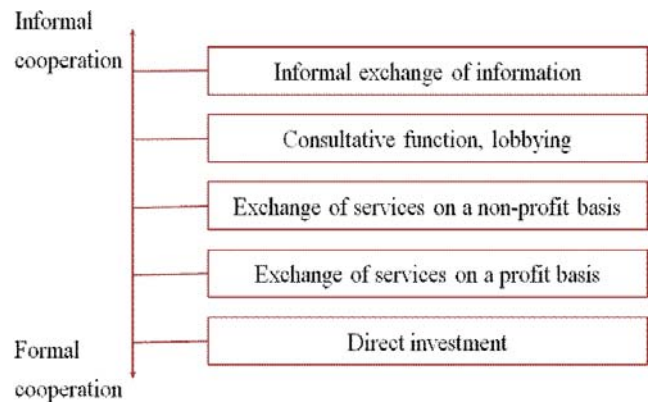 Informal
cooperation
Informal exchange of information
Consultative function, lobbying
Exchange of services on a non-profit basis
Exchange of services on a profit basis
Direct investment
Formal
cooperation